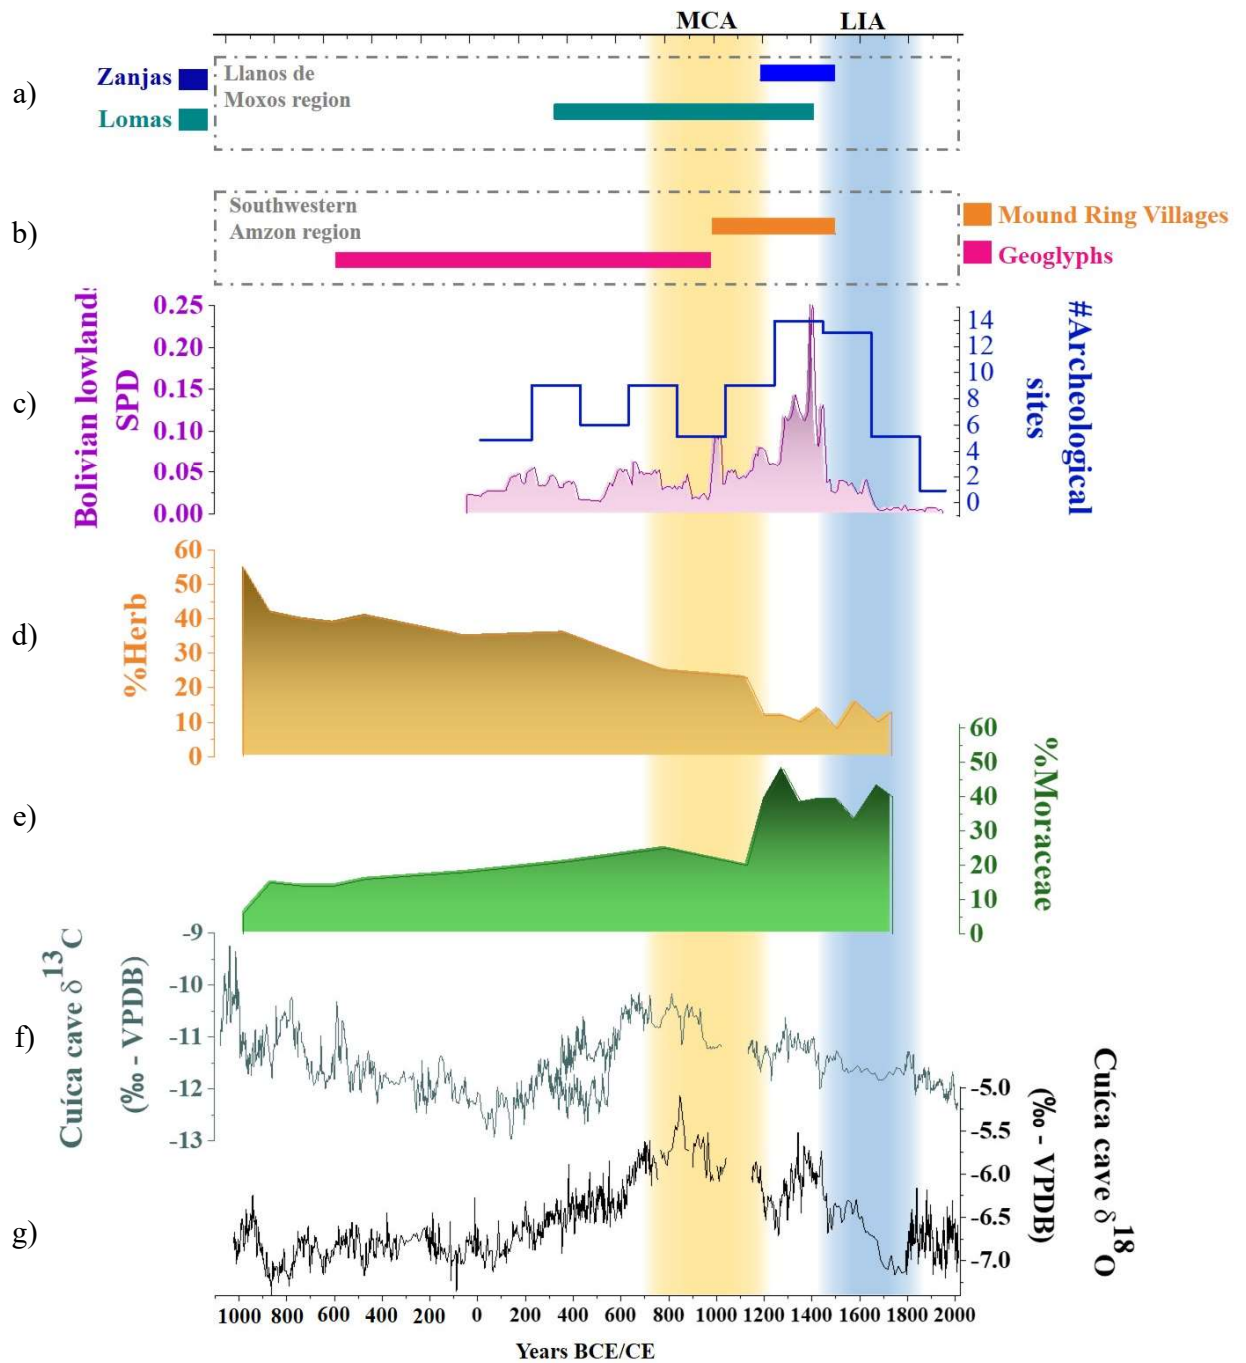 MCA LIA
a)
Zanjas
Lomas
Llanos de
Moxos region
b)
Southwestern
Amzon region
Mound Ring Villages
Geoglyphs
c)
Bolivian lowlands
SPD
0.25
0.20
0.15
0.10
0.05
0.00
14
12
10
8
6
4
2
0
#Archeological
sites
d)
%Herb
60
50
40
30
20
10
0
e)
60
50
40
30
20
10
0
%Moraceae
f)
Cuíca cave δ13C
(‰ - VPDB)
-9
-10
-11
-12
-13
g)
-5.0
-5.5
-6.0
-6.5
-7.0
(‰ - VPDB)
Cuíca cave δ18O
1000 800 600 400 200 0 200 400 600 800 1000 1200 1400 1600 1800 2000
Years BCE/CE